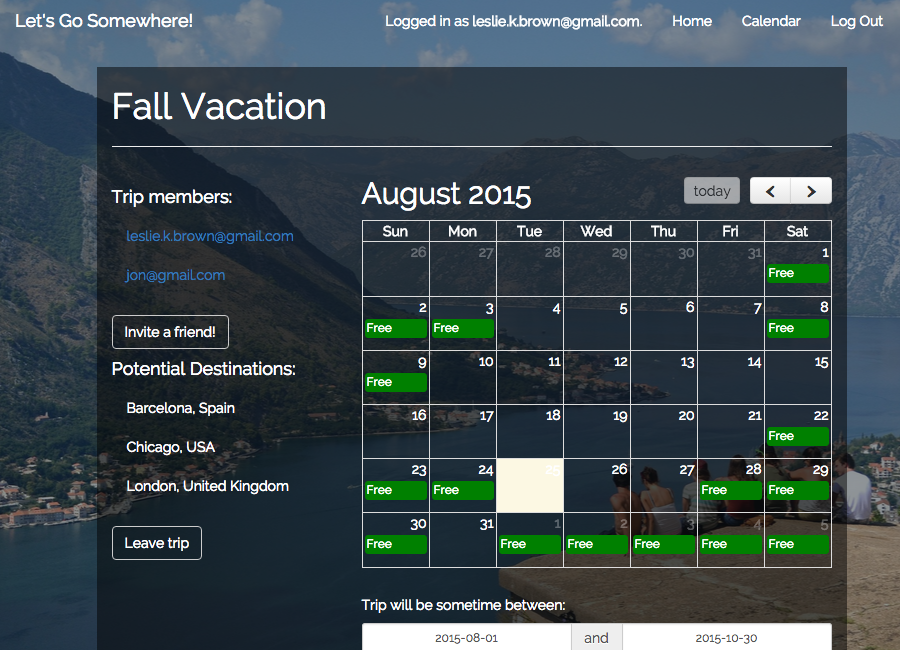 Let's Go Somewhere!
Logged in as leslie.k.brown@gmail.com. Home Calendar Log Out
Fall Vacation
Trip members:
leslie.k.brown@gmail.com
jon@gmail.com
Invite a friend!
Potential Destinations:
Barcelona, Spain
Chicago, USA
London, United Kingdom
Leave trip
August 2015
today
Sun Mon Tue Wed Thu Fri Sat
26 27 28 29 30 31 1
Free
2 3 4 5 6 7 8
Free Free Free
9 10 11 12 13 14 15
Free
16 17 18 19 20 21 22
Free
23 24 25 26 27 28 29
Free Free Free Free
30 31 1 2 3 4 5
Free Free Free Free Free Free
Trip will be sometime between:
2015-08-01 and 2015-10-30